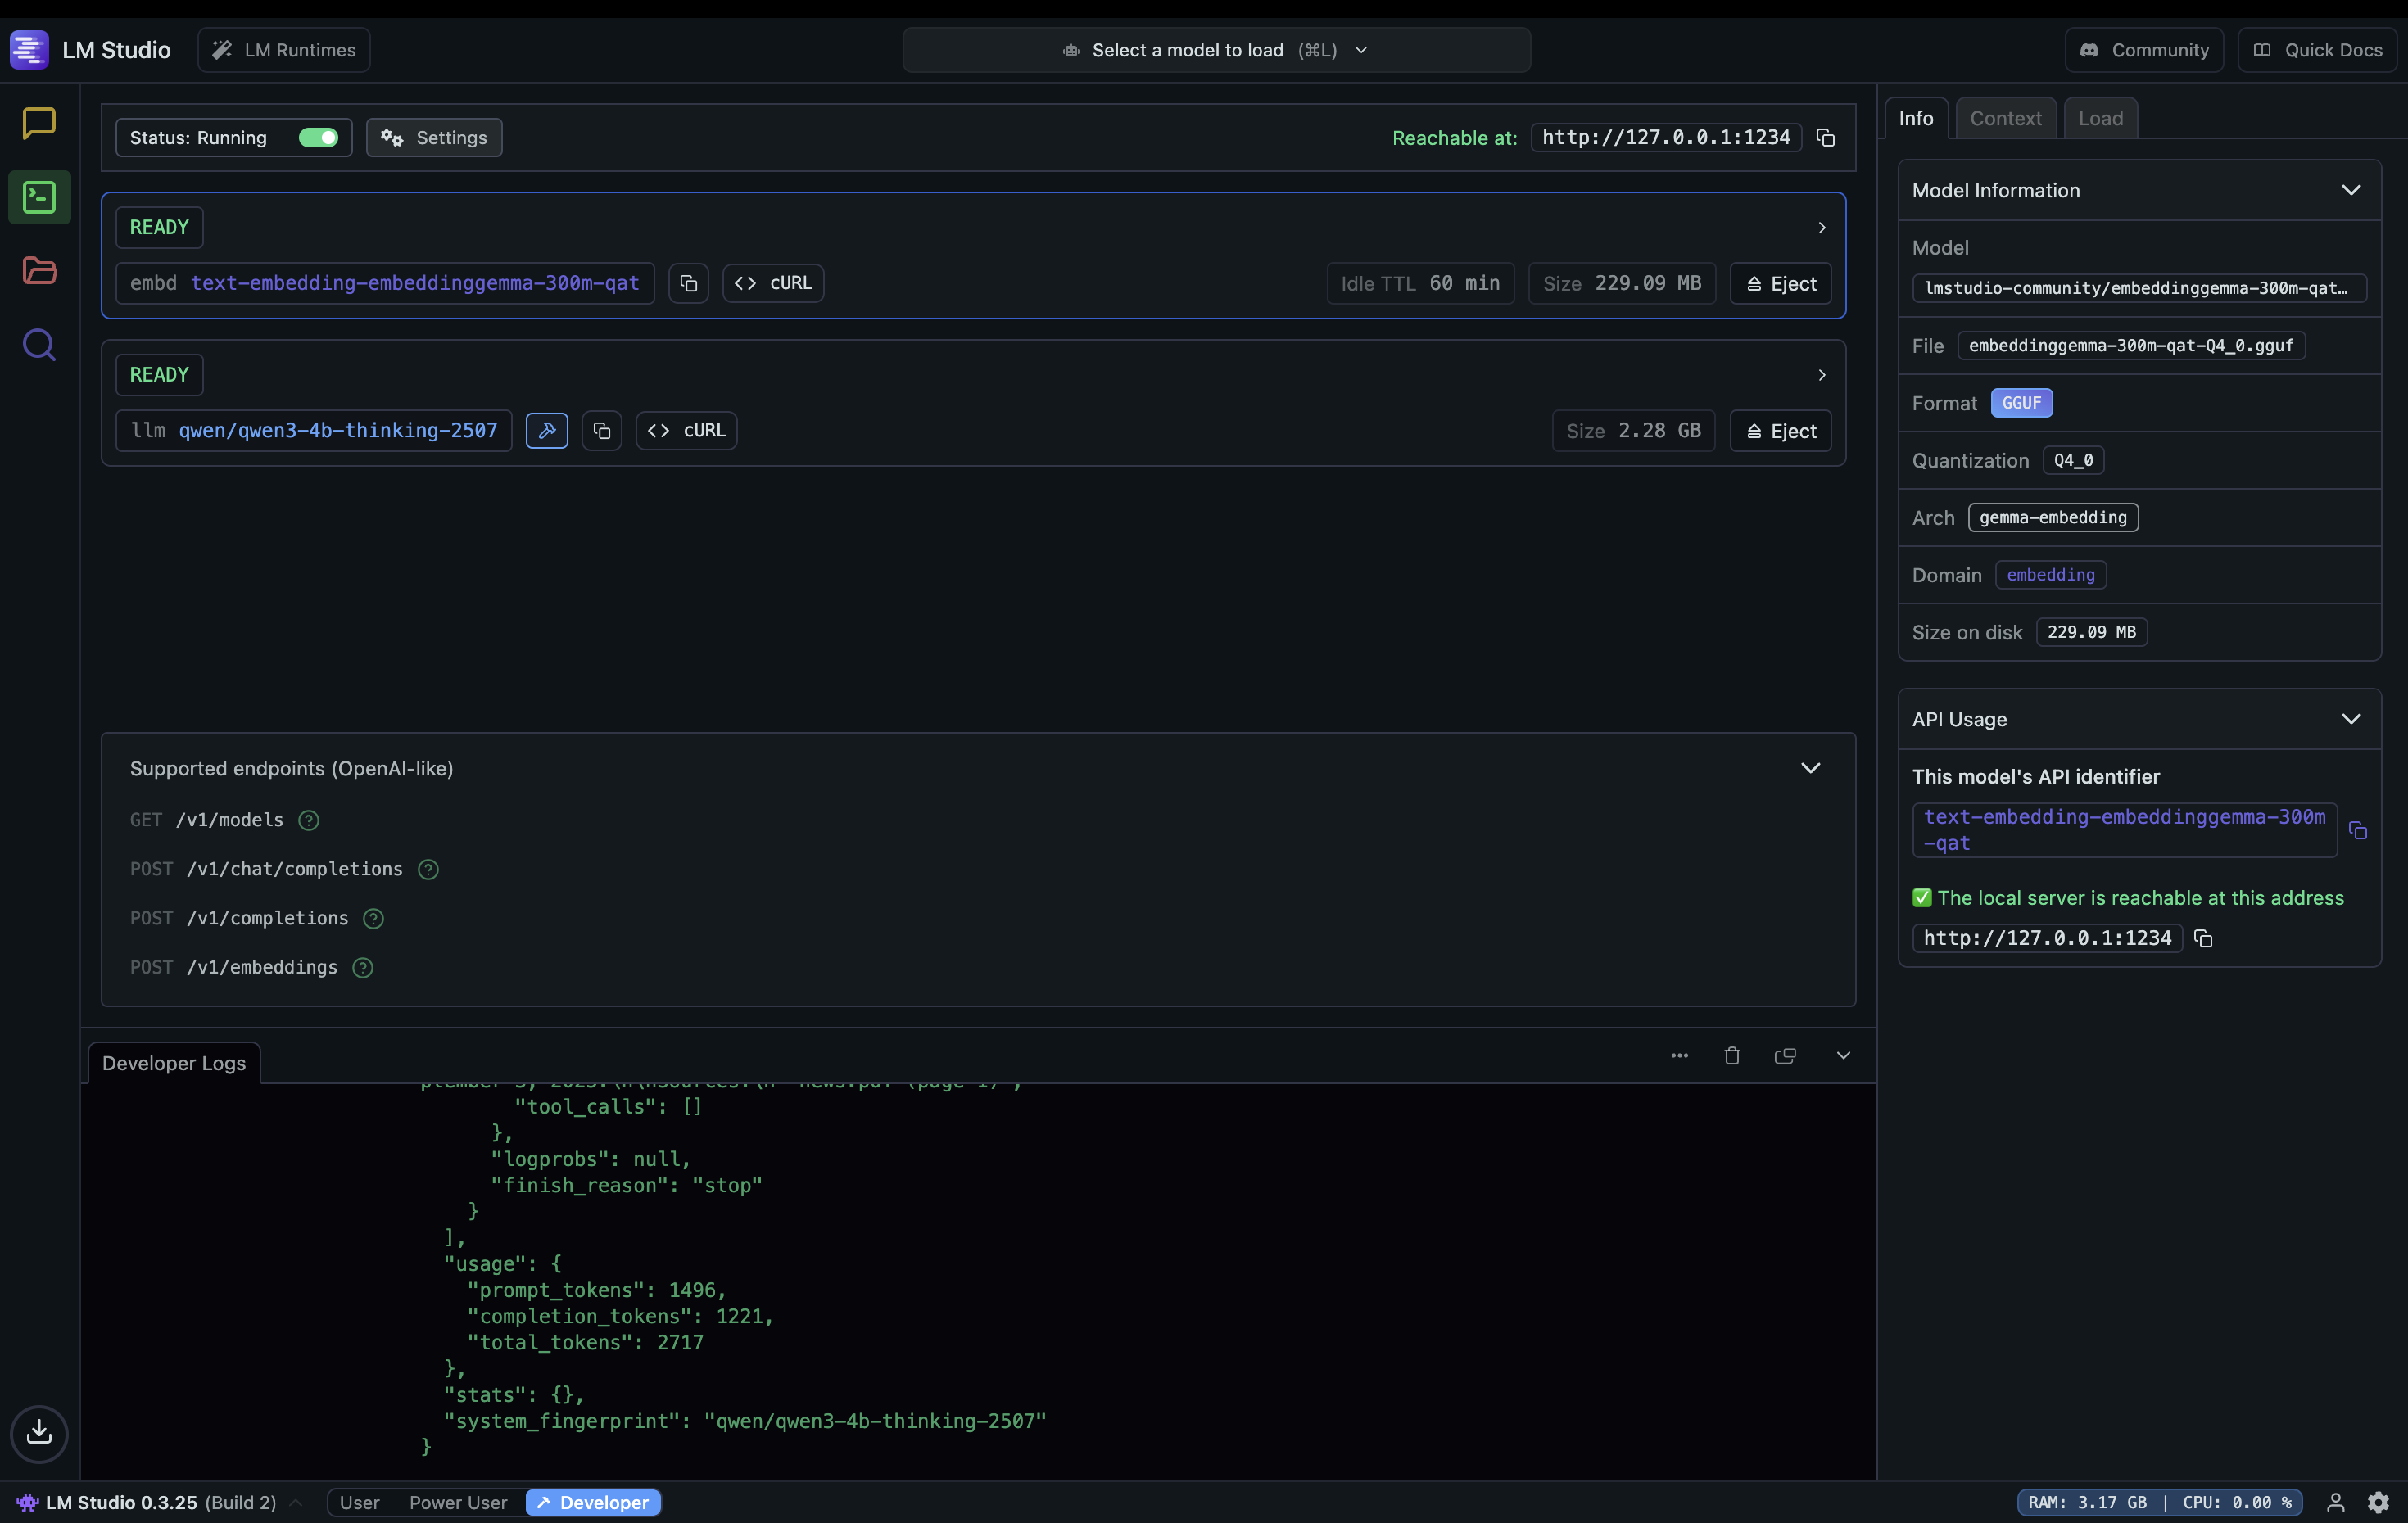 LM Studio
LM Runtimes
Select a model to load (⌘L)
Community
Quick Docs
Status: Running
Settings
Reachable at: http://127.0.0.1:1234
READY
embd text-embedding-embeddinggemma-300m-qat
cURL
Idle TTL 60 min
Size 229.09 MB
Eject
READY
llm qwen/qwen3-4b-thinking-2507
cURL
Size 2.28 GB
Eject
Supported endpoints (OpenAI-like)
GET /v1/models
POST /v1/chat/completions
POST /v1/completions
POST /v1/embeddings
Developer Logs
"tool_calls": []
},
"logprobs": null,
"finish_reason": "stop"
}
],
"usage": {
"prompt_tokens": 1496,
"completion_tokens": 1221,
"total_tokens": 2717
},
"stats": {},
"system_fingerprint": "qwen/qwen3-4b-thinking-2507"
}
Info
Context
Load
Model Information
Model
lmstudio-community/embeddinggemma-300m-qat…
File embeddinggemma-300m-qat-Q4_0.gguf
Format GGUF
Quantization Q4_0
Arch gemma-embedding
Domain embedding
Size on disk 229.09 MB
API Usage
This model's API identifier
text-embedding-embeddinggemma-300m
-qat
✅ The local server is reachable at this address
http://127.0.0.1:1234
LM Studio 0.3.25 (Build 2)
User
Power User
Developer
RAM: 3.17 GB | CPU: 0.00 %